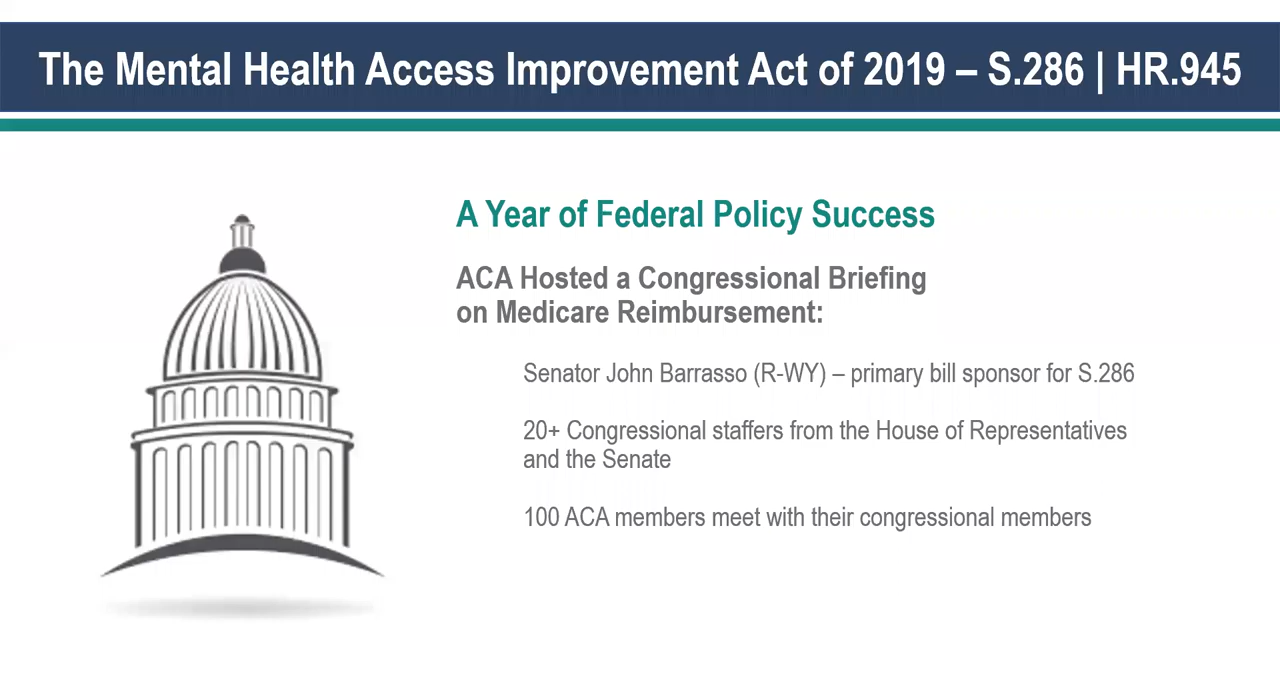 The Mental Health Access Improvement Act of 2019 – S.286 | HR.945
A Year of Federal Policy Success
ACA Hosted a Congressional Briefing
on Medicare Reimbursement:
Senator John Barrasso (R-WY) – primary bill sponsor for S.286
20+ Congressional staffers from the House of Representatives
and the Senate
100 ACA members meet with their congressional members